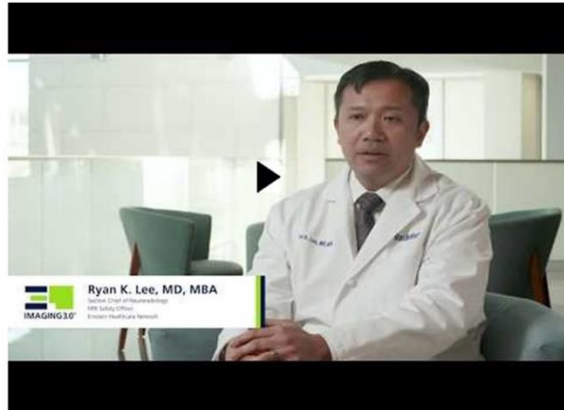 Ryan K. Lee, MD, MBA
Section Chief of Neuroradiology
MRI Safety Officer
Einstein Healthcare Network
IMAGING3.0®